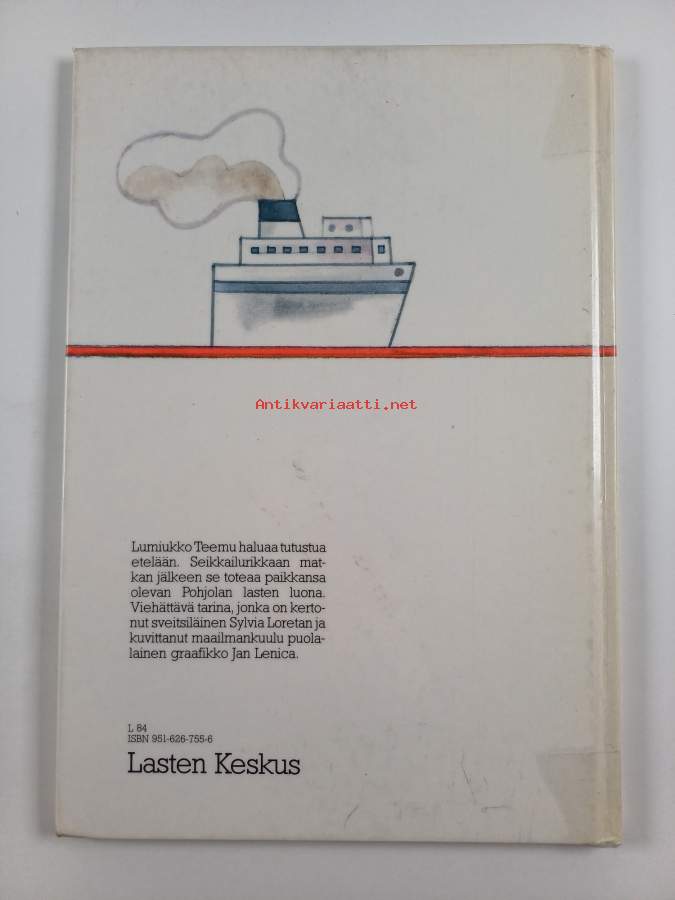 Antikvariaatti.net
Lumiukko Teemu haluaa tutustua
etelään. Seikkailurikkaan mat-
kan jälkeen se toteaa paikkansa
olevan Pohjolan lasten luona.
Viehättävä tarina, jonka on kerto-
nut sveitsiläinen Sylvia Loretan ja
kuvittanut maailmankuulu puola-
lainen graafikko Jan Lenica.
L 84
ISBN 951-626-755-6
Lasten Keskus